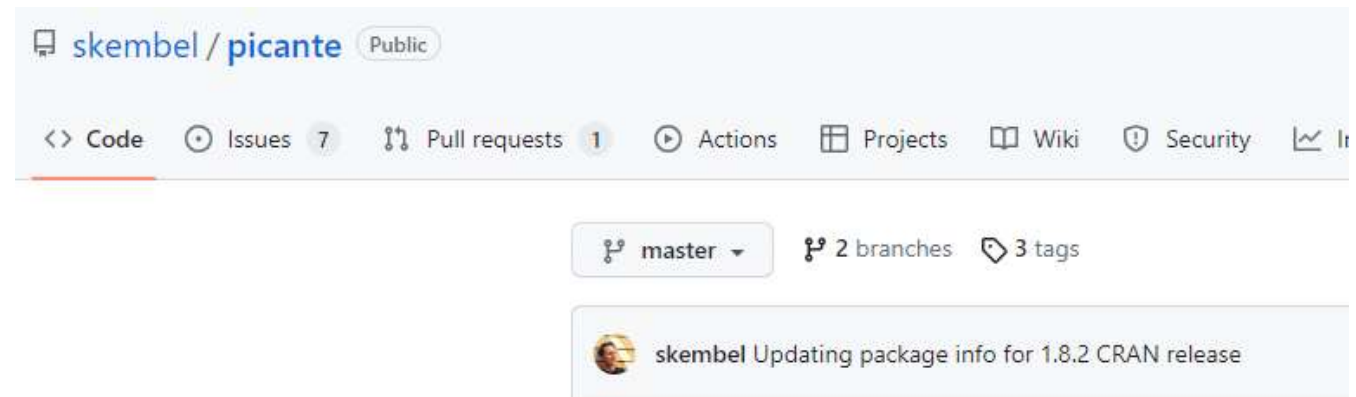 skembel / picante Public
<> Code Issues 7 Pull requests 1 Actions Projects Wiki Security
master 2 branches 3 tags
skembel Updating package info for 1.8.2 CRAN release